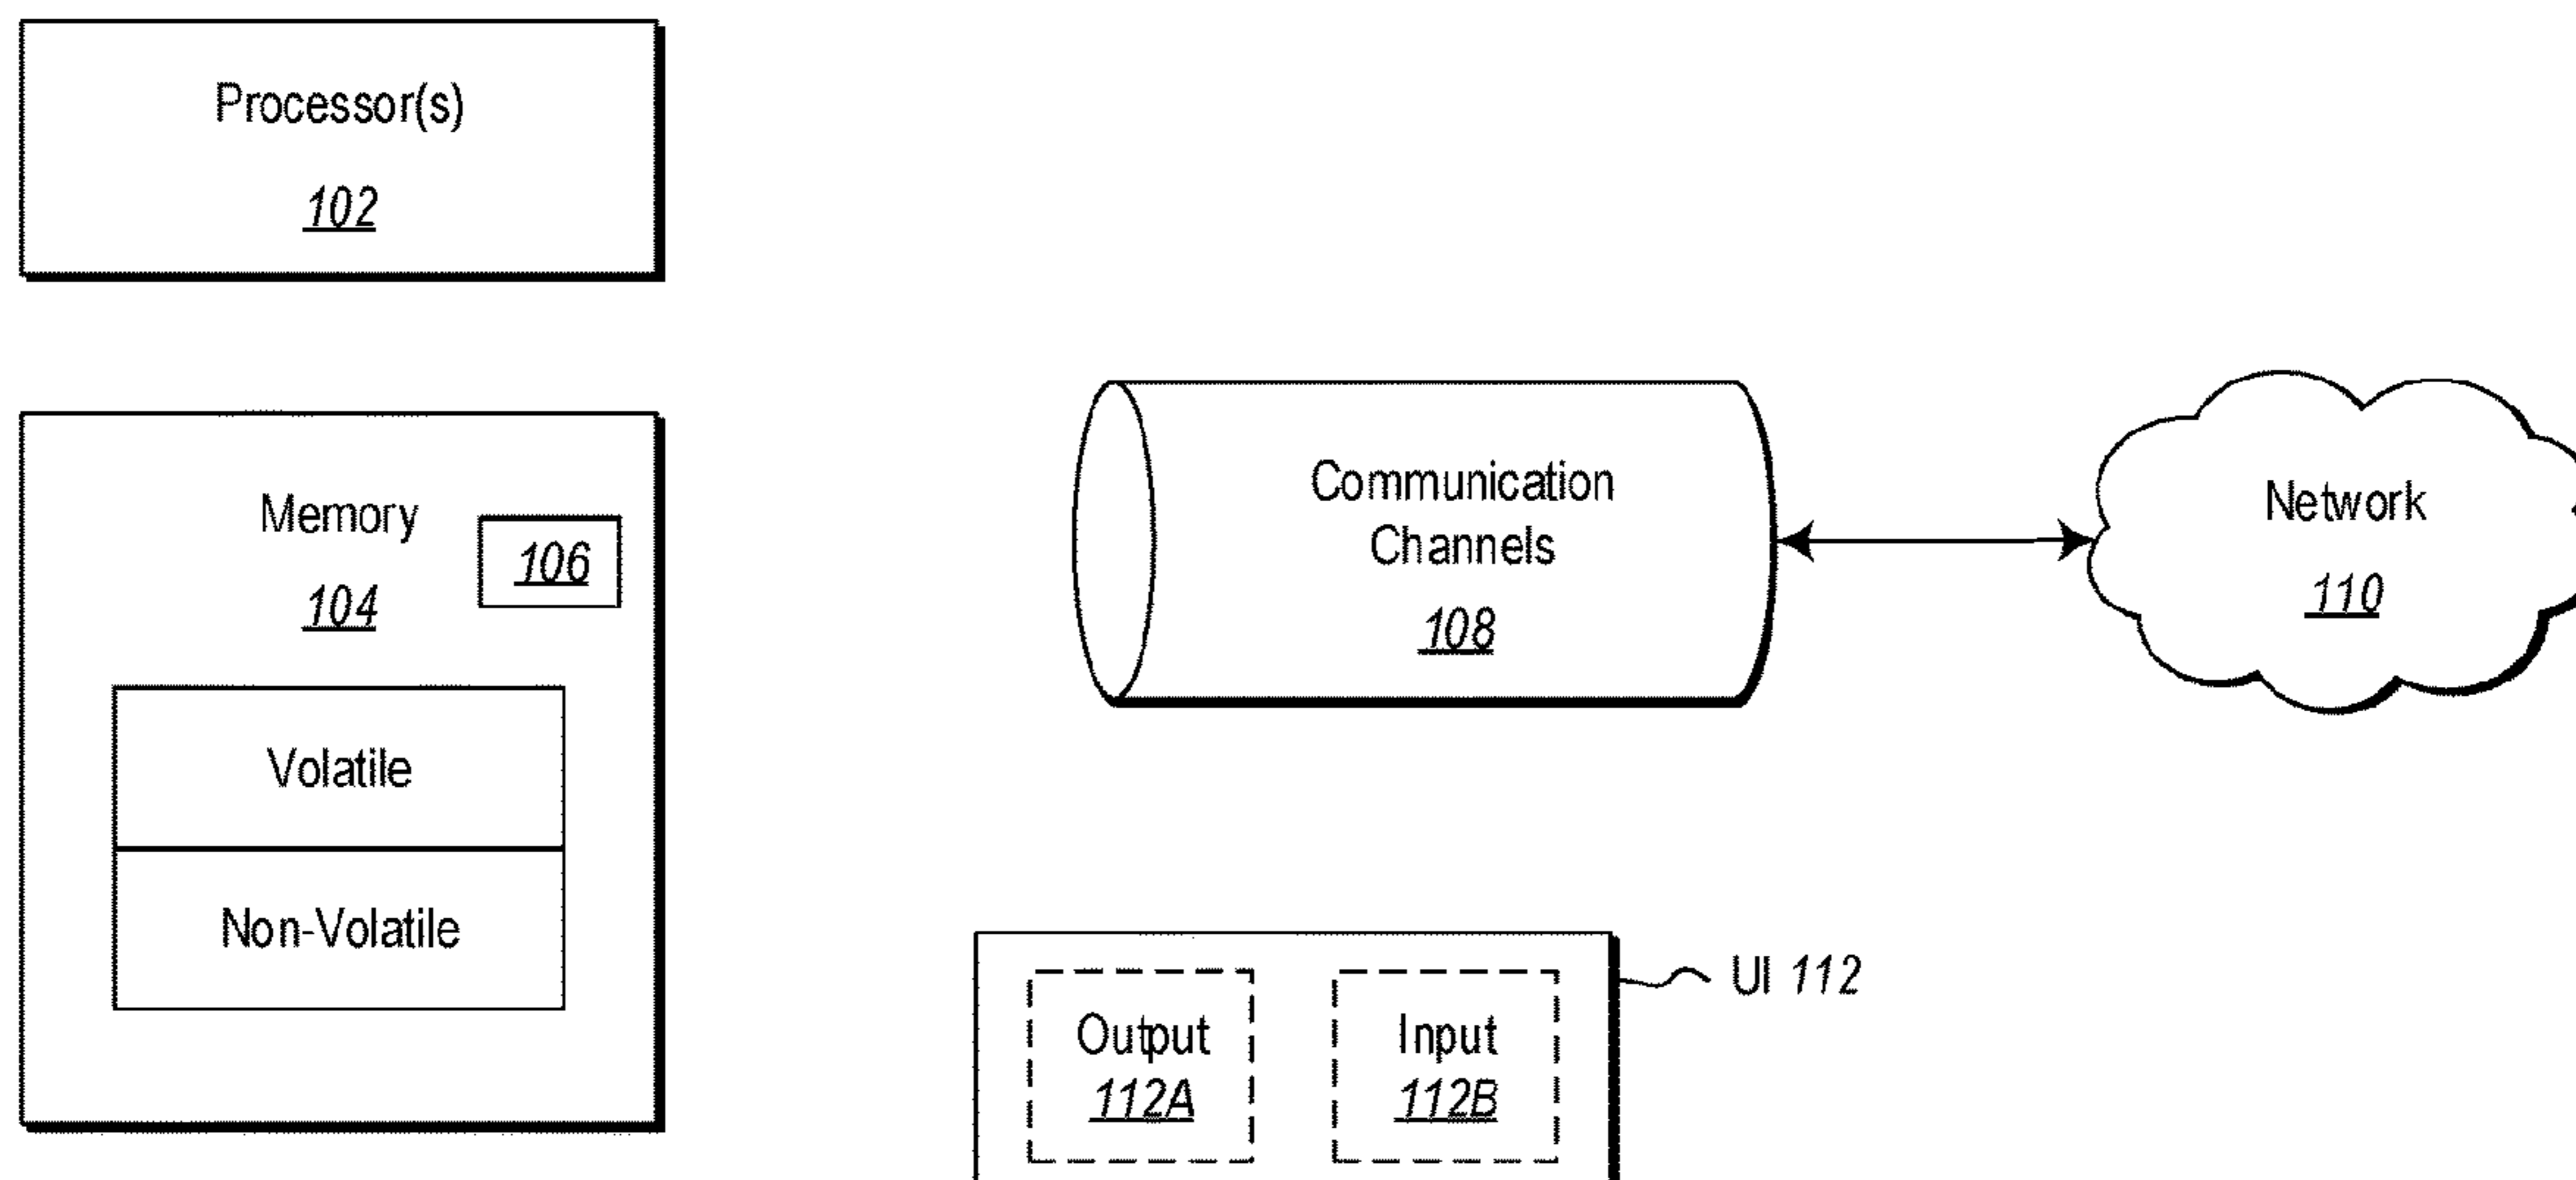 Processor(s)
102
Memory
104
106
Volatile
Non-Volatile
Communication
Channels
108
Network
110
UI 112
Output
112A
Input
112B